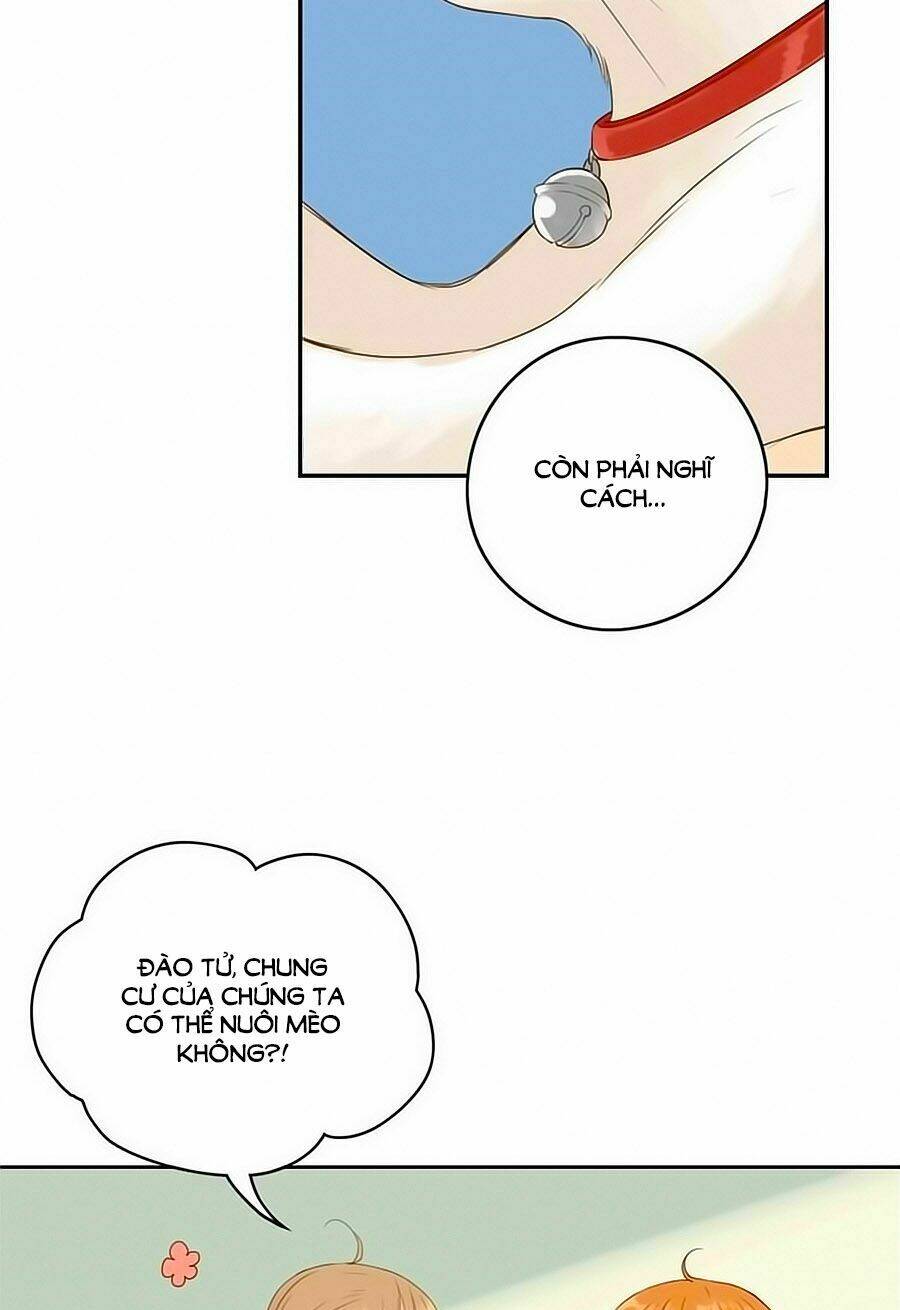 CÒN PHẢI NGHĨ
CÁCH...
ĐÀO TỬ, CHUNG
CƯ CỦA CHÚNG TA
CÓ THỂ NUÔI MÈO
KHÔNG?!